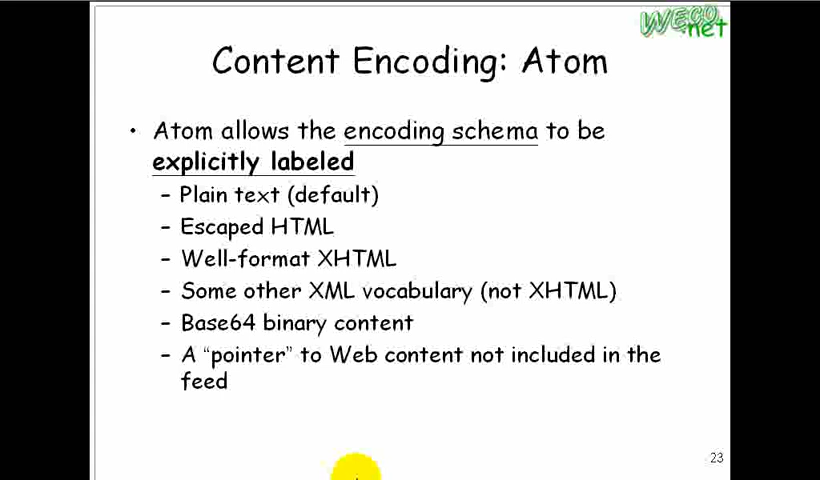 WECO.net
Content Encoding: Atom
• Atom allows the encoding schema to be
explicitly labeled
– Plain text (default)
– Escaped HTML
– Well-format XHTML
– Some other XML vocabulary (not XHTML)
– Base64 binary content
– A “pointer” to Web content not included in the
feed
23